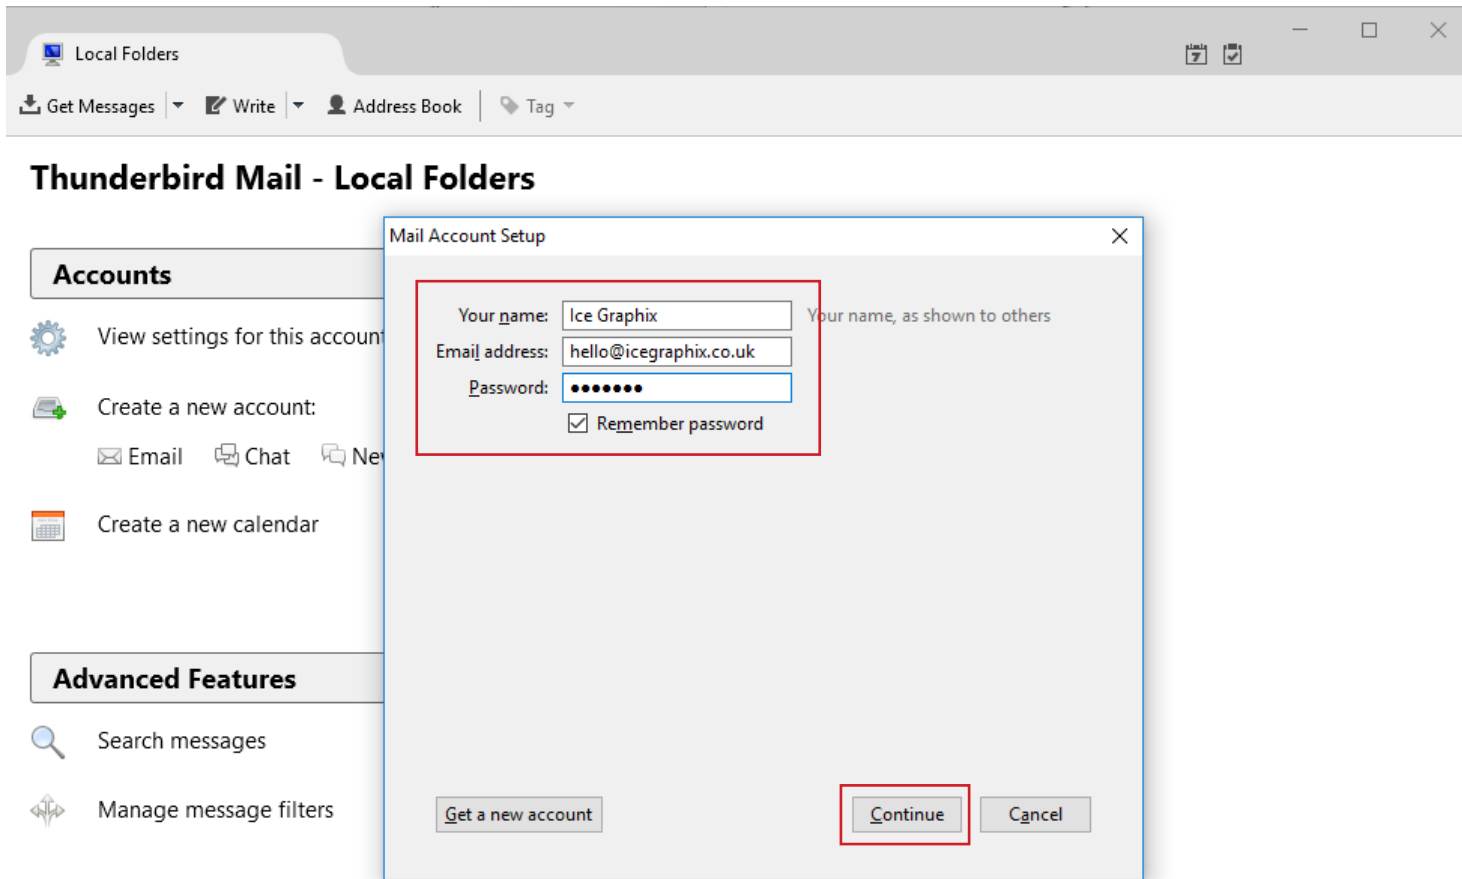 Local Folders
7
Get Messages Write Address Book Tag
Thunderbird Mail - Local Folders
Mail Account Setup
Accounts
Your name: Ice Graphix Your name, as shown to others
View settings for this account
Email address: hello@icegraphix.co.uk
Password: •••••••
Remember password
Create a new account:
Email Chat Ne
Create a new calendar
Advanced Features
Search messages
Manage message filters
Get a new account Continue Cancel